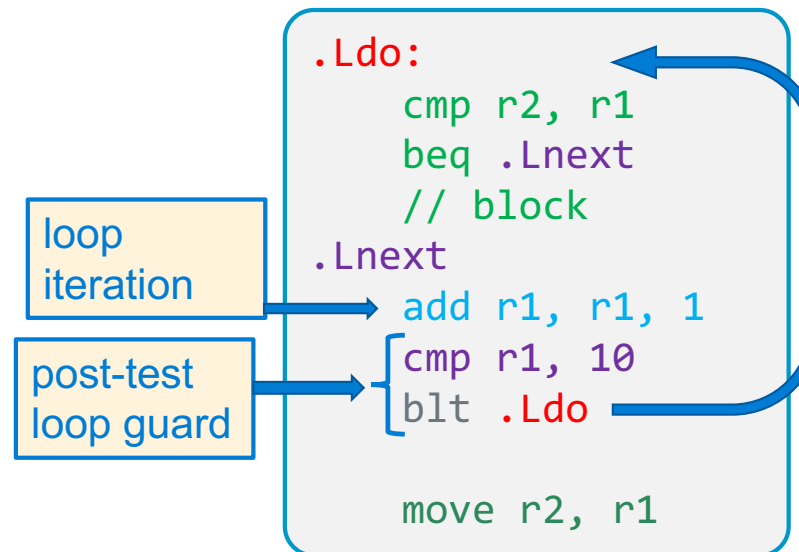 .Ldo:
cmp r2, r1
beq .Lnext
// block
.Lnext
add r1, r1, 1
cmp r1, 10
blt .Ldo
move r2, r1
loop
iteration
post-test
loop guard